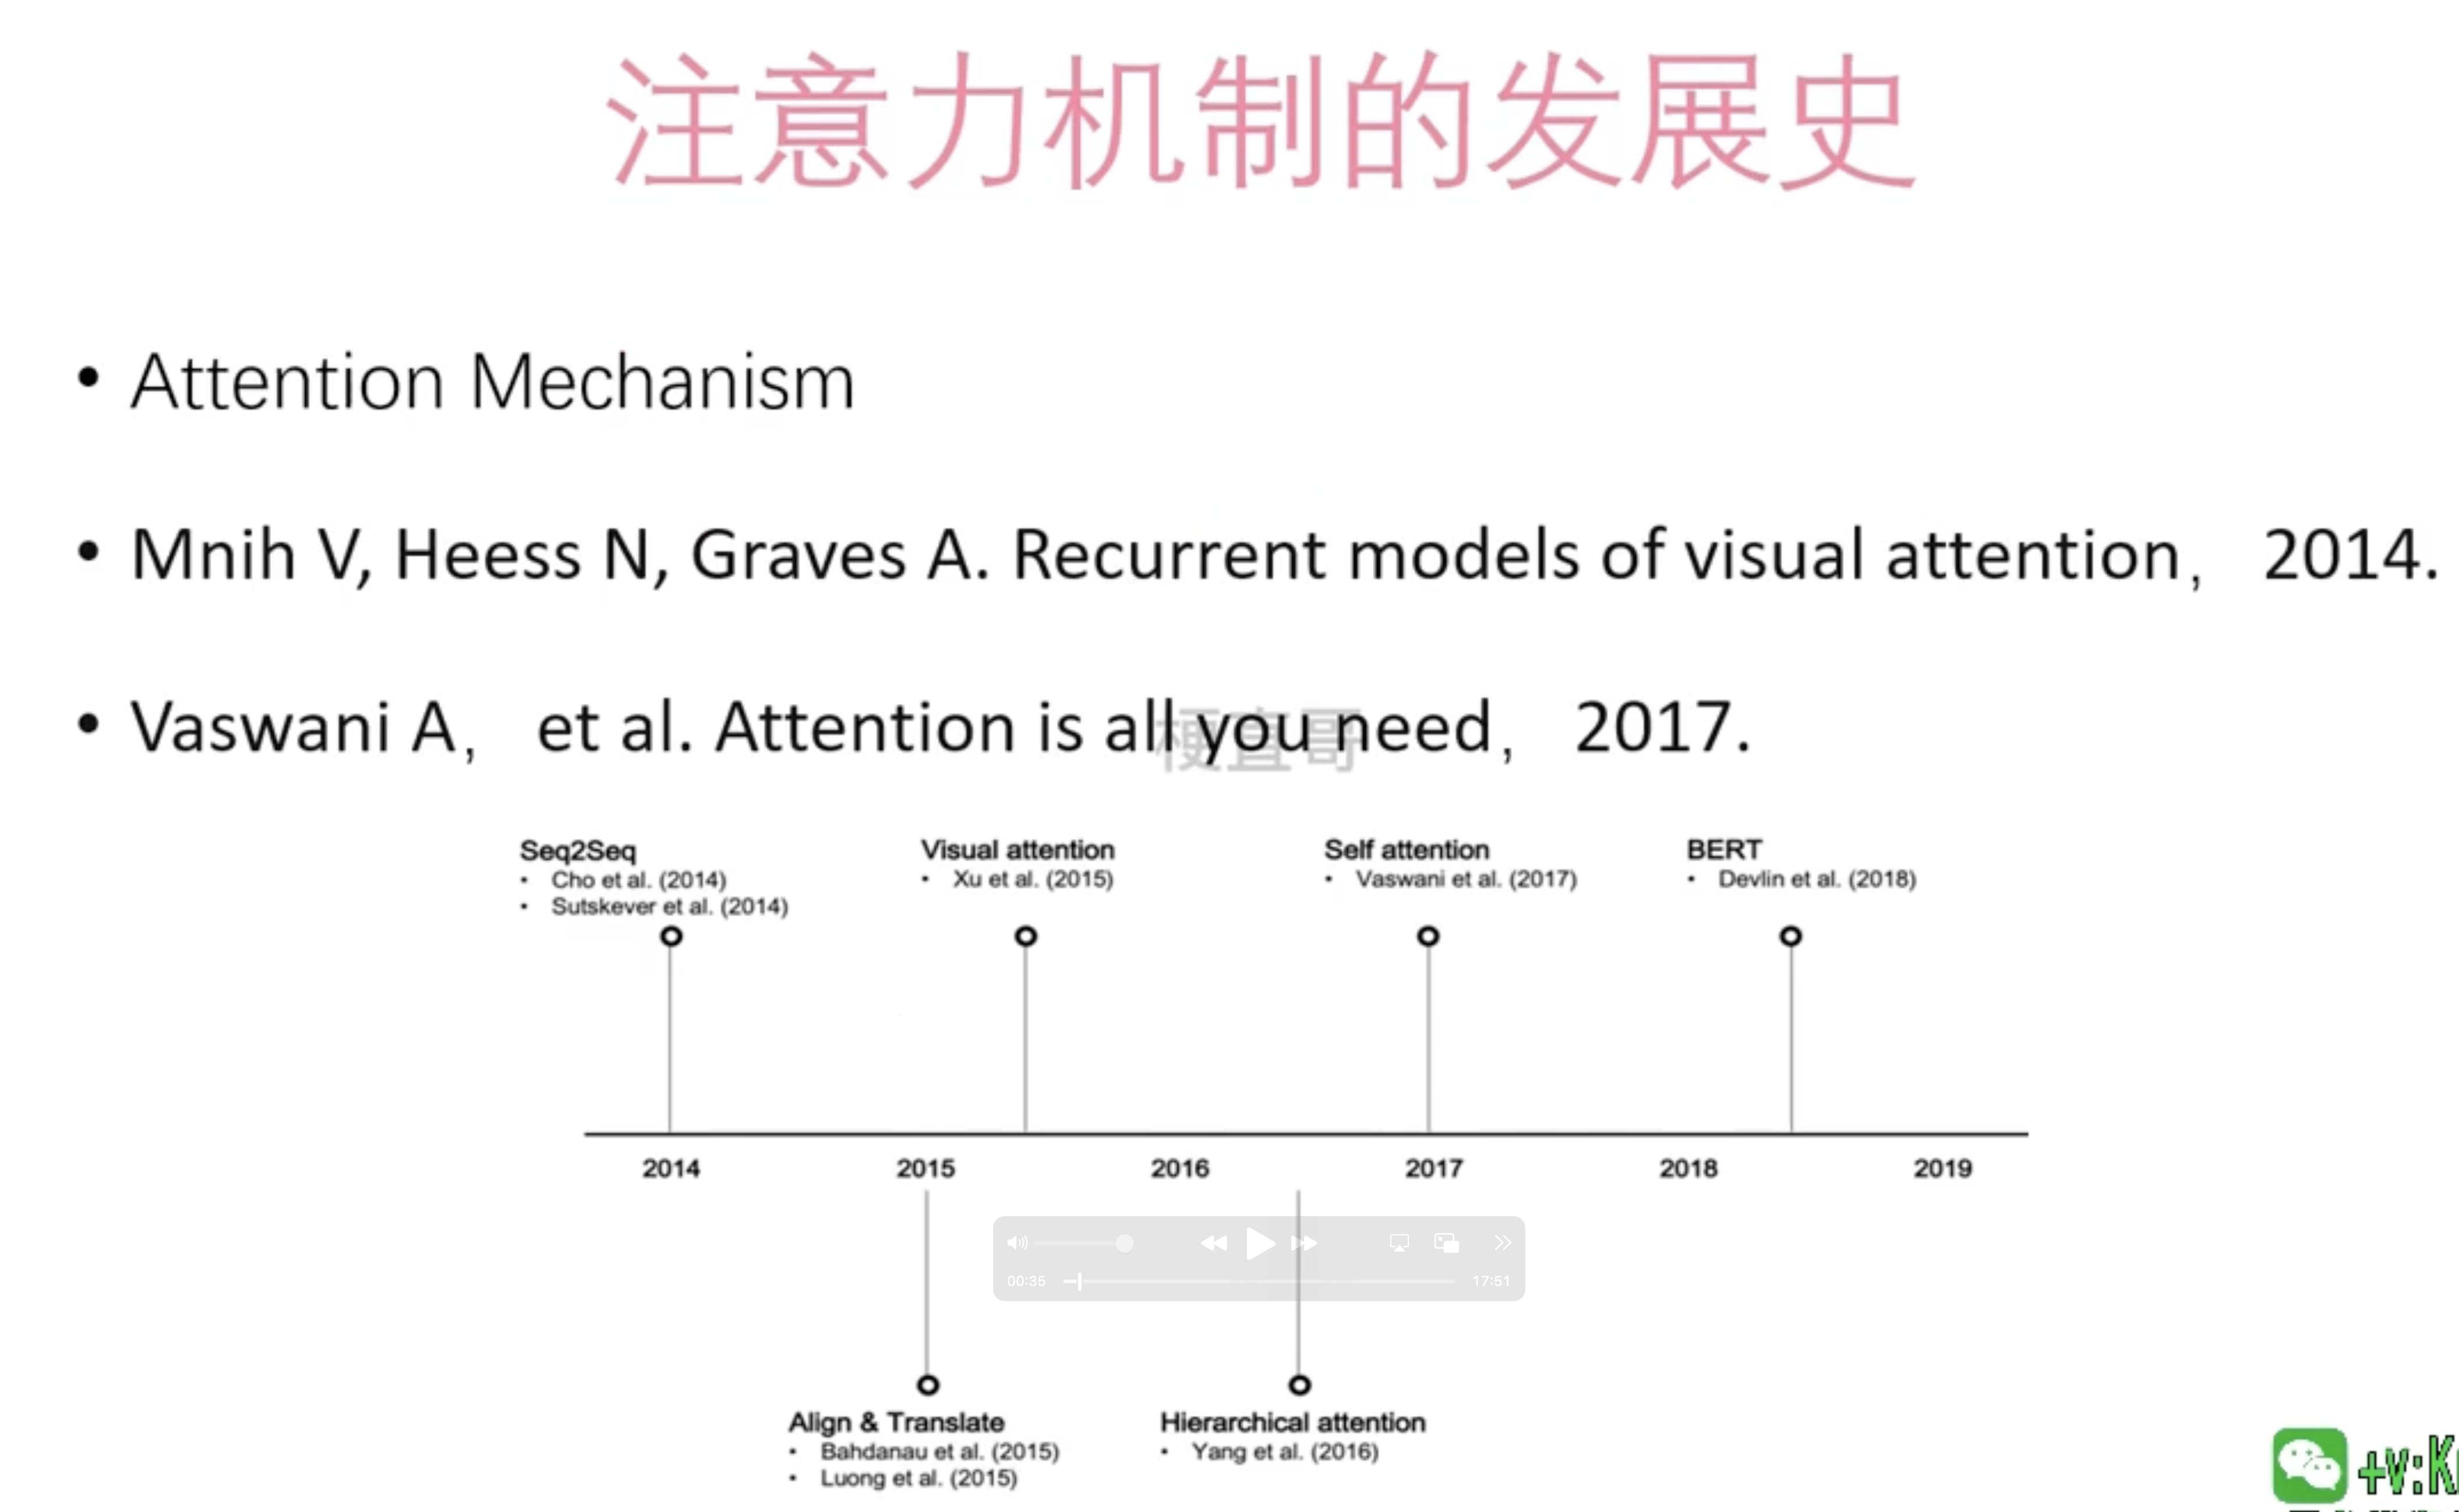 注意力机制的发展史
• Attention Mechanism
• Mnih V, Heess N, Graves A. Recurrent models of visual attention， 2014.
• Vaswani A， et al. Attention is all you need， 2017.
梗直哥
Seq2Seq
• Cho et al. (2014)
• Sutskever et al. (2014)
Visual attention
• Xu et al. (2015)
Self attention
• Vaswani et al. (2017)
BERT
• Devlin et al. (2018)
2014 2015 2016 2017 2018 2019
00:35 17:51
Align & Translate
• Bahdanau et al. (2015)
• Luong et al. (2015)
Hierarchical attention
• Yang et al. (2016)
+v:K